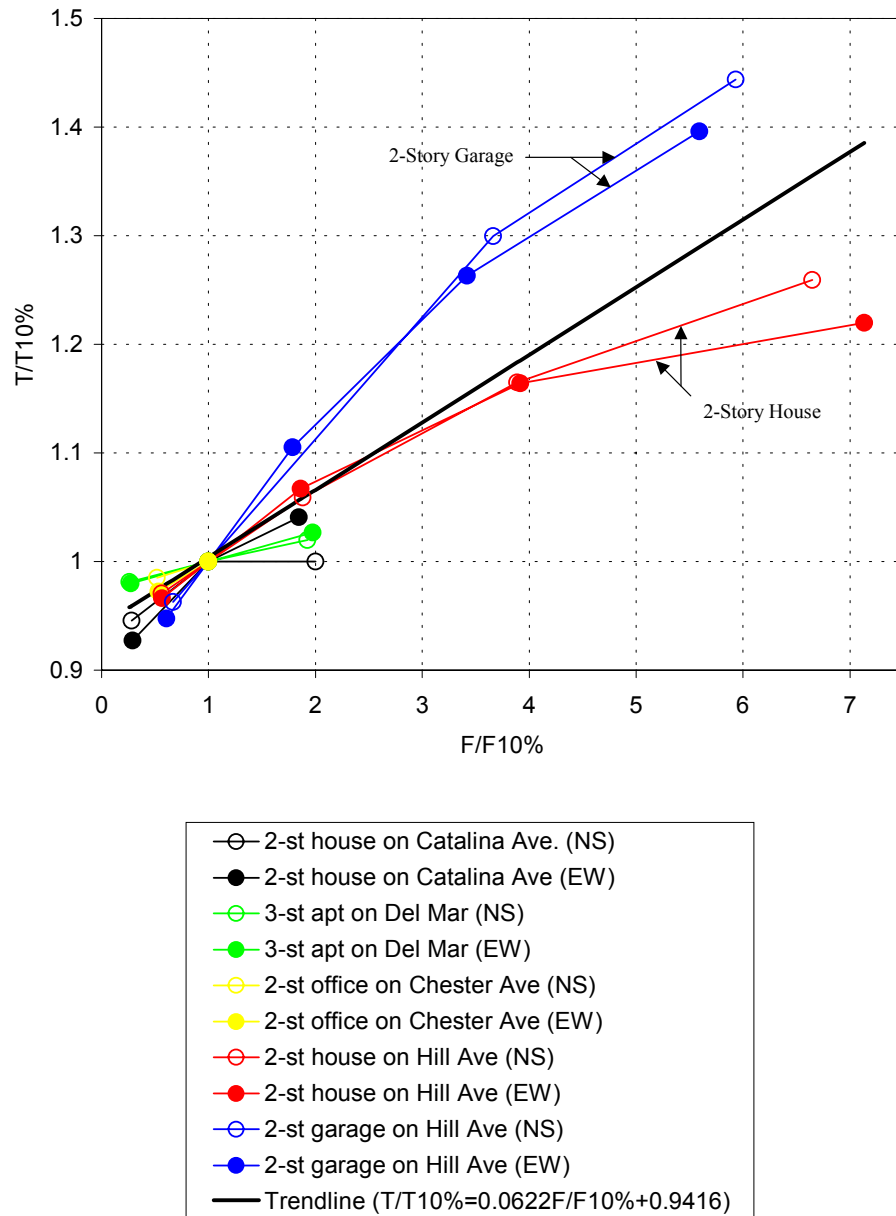 1.5
1.4
2-Story Garage
1.3
T/T10%
1.2
2-Story House
1.1
1
0.9
0 1 2 3 4 5 6 7
F/F10%
2-st house on Catalina Ave. (NS)
2-st house on Catalina Ave (EW)
3-st apt on Del Mar (NS)
3-st apt on Del Mar (EW)
2-st office on Chester Ave (NS)
2-st office on Chester Ave (EW)
2-st house on Hill Ave (NS)
2-st house on Hill Ave (EW)
2-st garage on Hill Ave (NS)
2-st garage on Hill Ave (EW)
Trendline (T/T10%=0.0622F/F10%+0.9416)